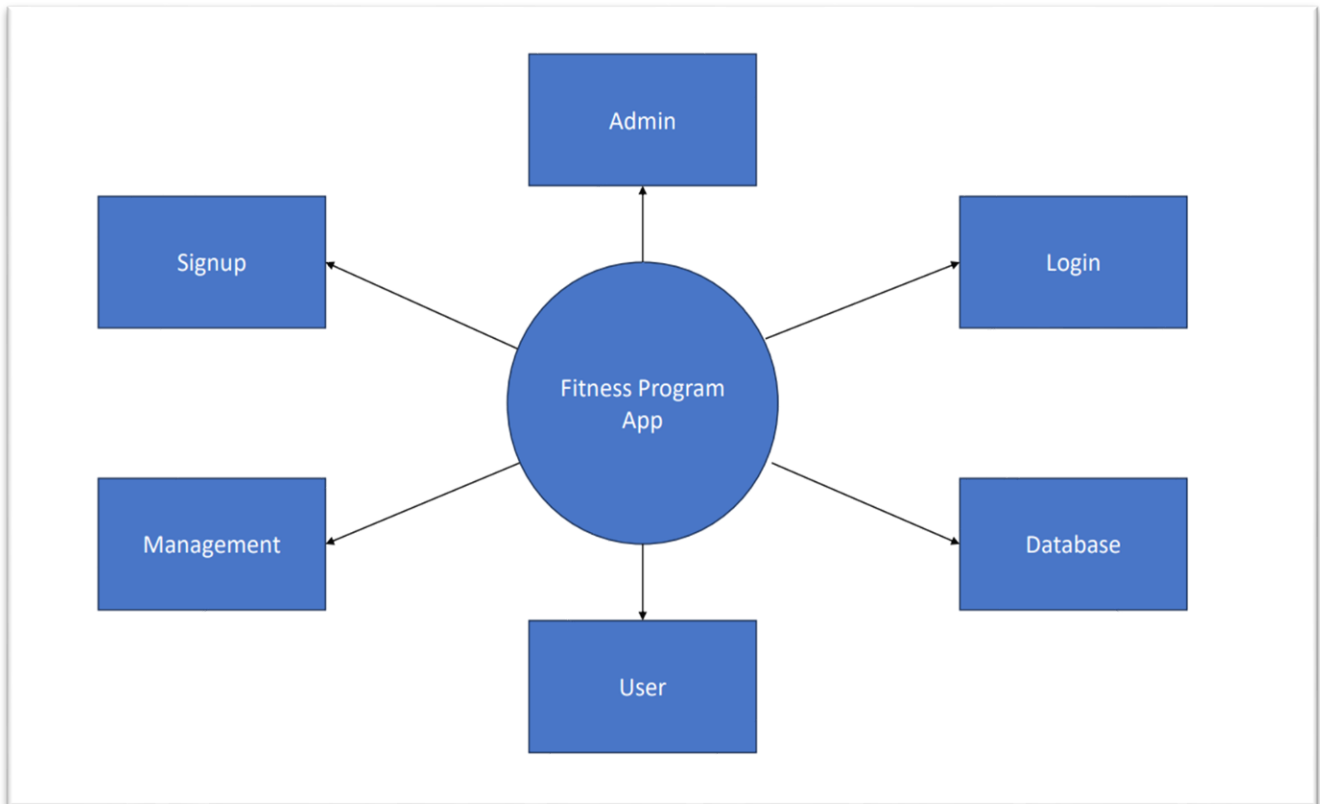 Admin
Signup
Login
Fitness Program
App
Management
Database
User